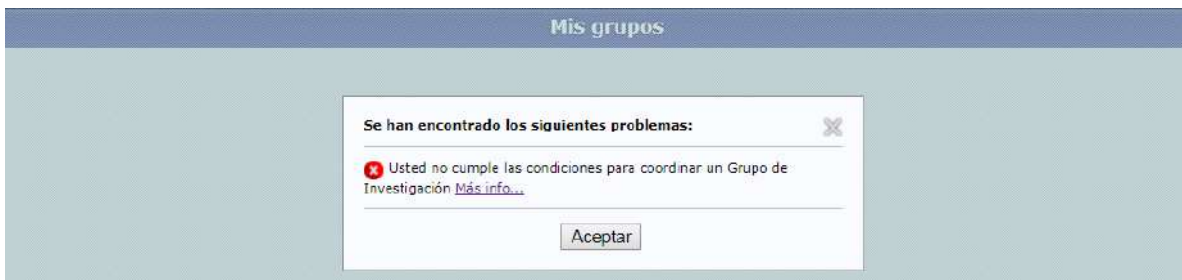 Mis grupos
Se han encontrado los siguientes problemas:
Usted no cumple las condiciones para coordinar un Grupo de
Investigación Más info...
Aceptar